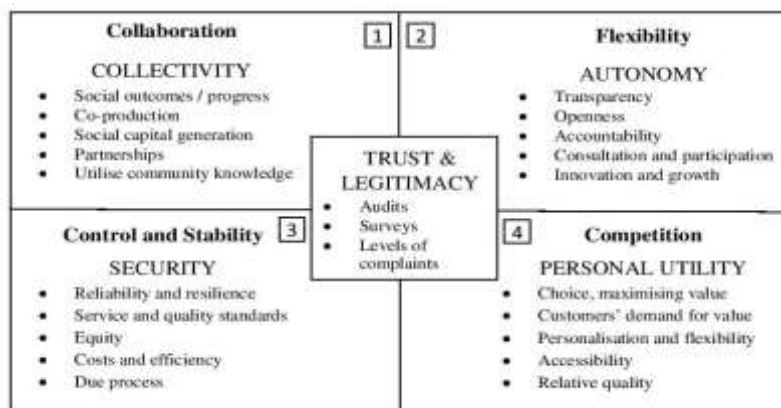 Collaboration
1
COLLECTIVITY
• Social outcomes / progress
• Co-production
• Social capital generation
• Partnerships
• Utilise community knowledge
2
Flexibility
AUTONOMY
• Transparency
• Openness
• Accountability
• Consultation and participation
• Innovation and growth
TRUST &
LEGITIMACY
• Audits
• Surveys
• Levels of
complaints
Control and Stability
3
SECURITY
• Reliability and resilience
• Service and quality standards
• Equity
• Costs and efficiency
• Due process
4
Competition
PERSONAL UTILITY
• Choice, maximising value
• Customers' demand for value
• Personalisation and flexibility
• Accessibility
• Relative quality